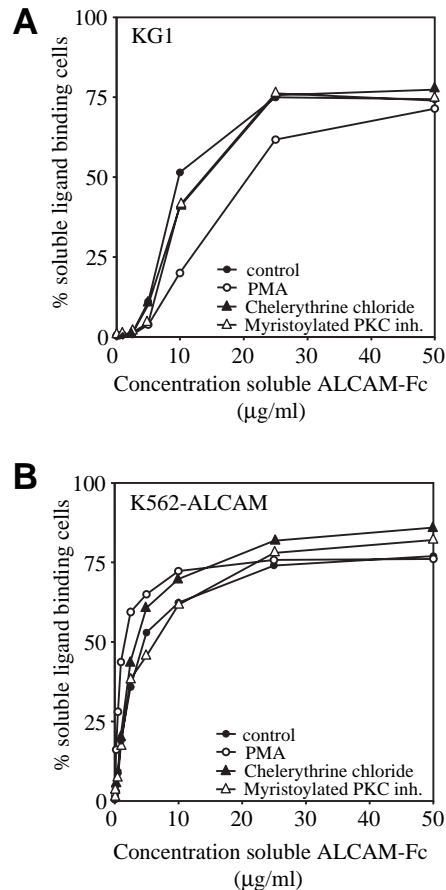 A
KG1
100
75
50
25
0
% soluble ligand binding cells
control
PMA
Chelerythrine chloride
Myristoylated PKC inh.
0 10 20 30 40 50
Concentration soluble ALCAM-Fc
(μg/ml)
B
K562-ALCAM
100
75
50
25
0
% soluble ligand binding cells
control
PMA
Chelerythrine chloride
Myristoylated PKC inh.
0 10 20 30 40 50
Concentration soluble ALCAM-Fc
(μg/ml)